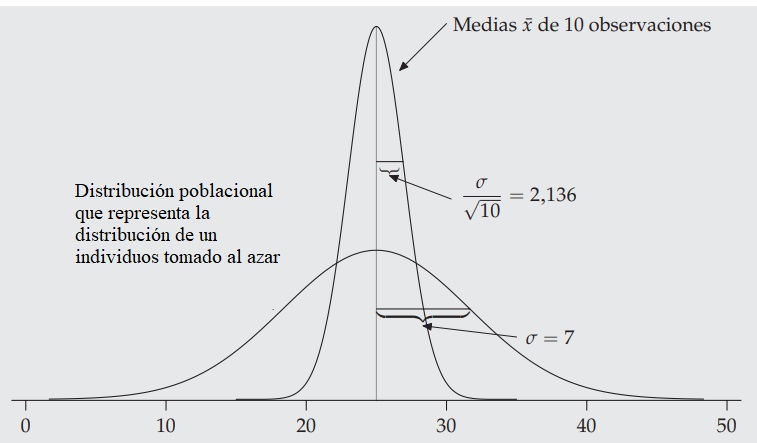 Medias x̄ de 10 observaciones
Distribución poblacional
que representa la
distribución de un
individuos tomado al azar
σ/√10 = 2,136
σ = 7
0 10 20 30 40 50